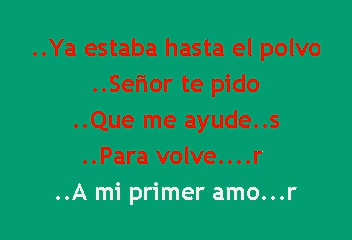 ..Ya estaba hasta el polvo
..Señor te pido
..Que me ayude..s
..Para volve....r
..A mi primer amo...r